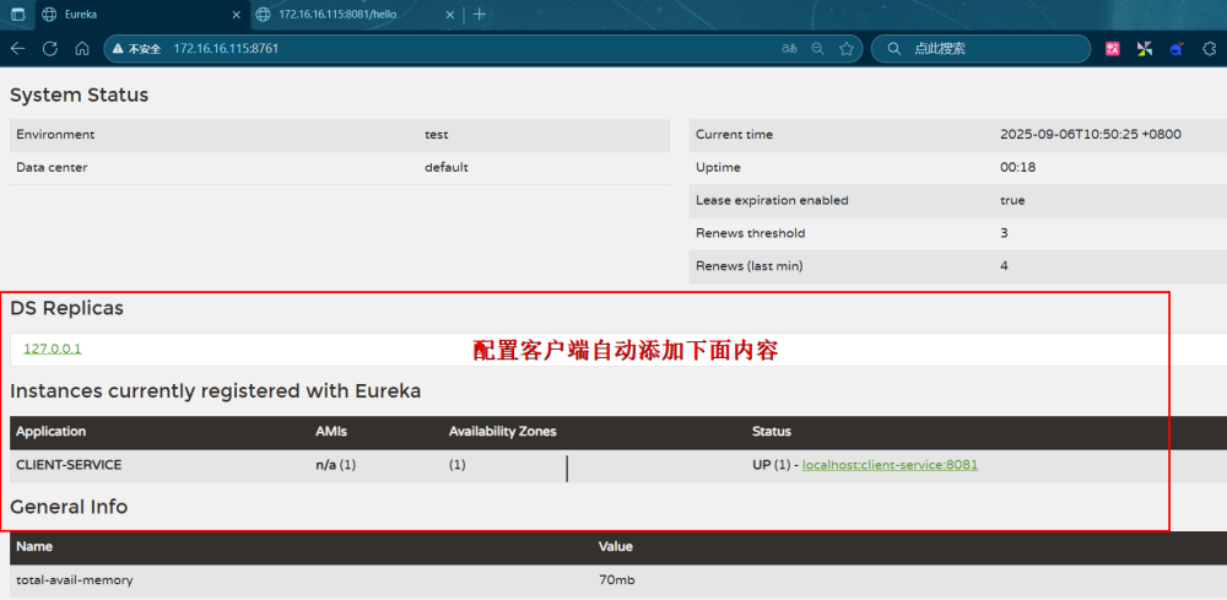 Eureka
172.16.16.115:8081/hello
不安全 172.16.16.115:8761
点此搜索
System Status
Environment test
Data center default
Current time 2025-09-06T10:50:25 +0800
Uptime 00:18
Lease expiration enabled true
Renews threshold 3
Renews (last min) 4
DS Replicas
127.0.0.1
配置客户端自动添加下面内容
Instances currently registered with Eureka
Application AMIs Availability Zones Status
CLIENT-SERVICE n/a (1) (1) UP (1) - localhost:client-service:8081
General Info
Name Value
total-avail-memory 70mb